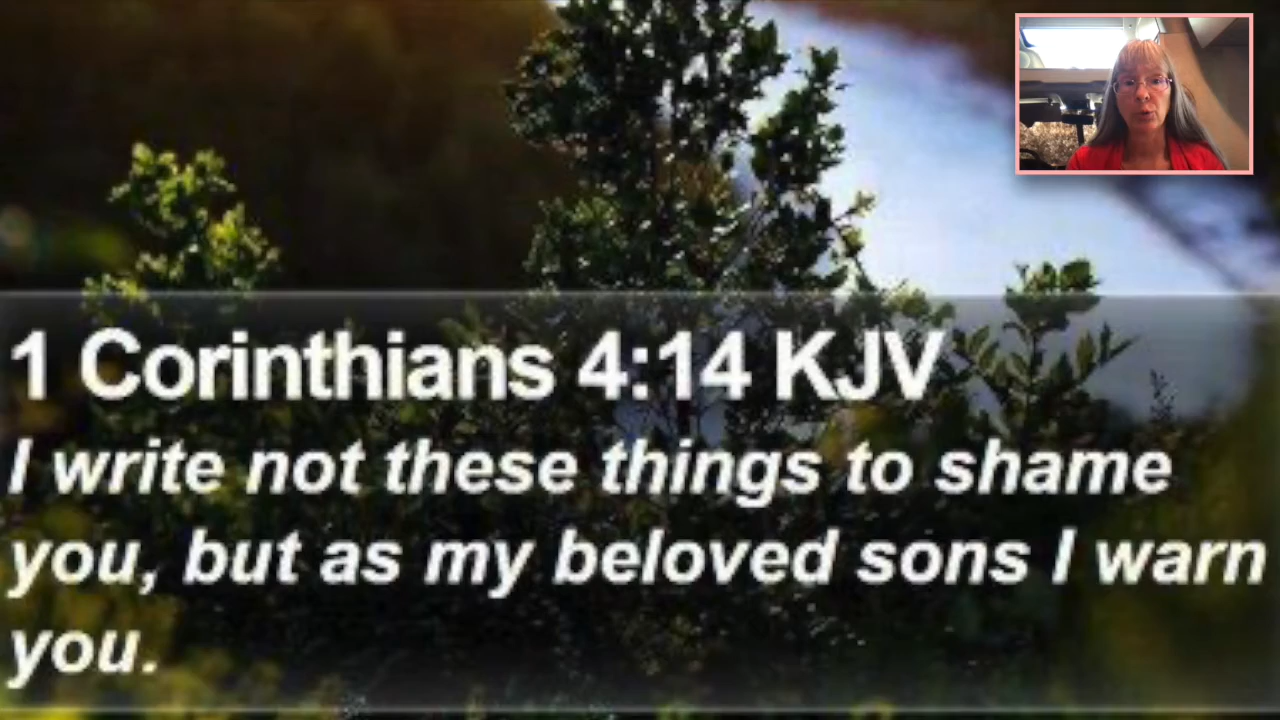 1 Corinthians 4:14 KJV
I write not these things to shame
you, but as my beloved sons I warn
you.